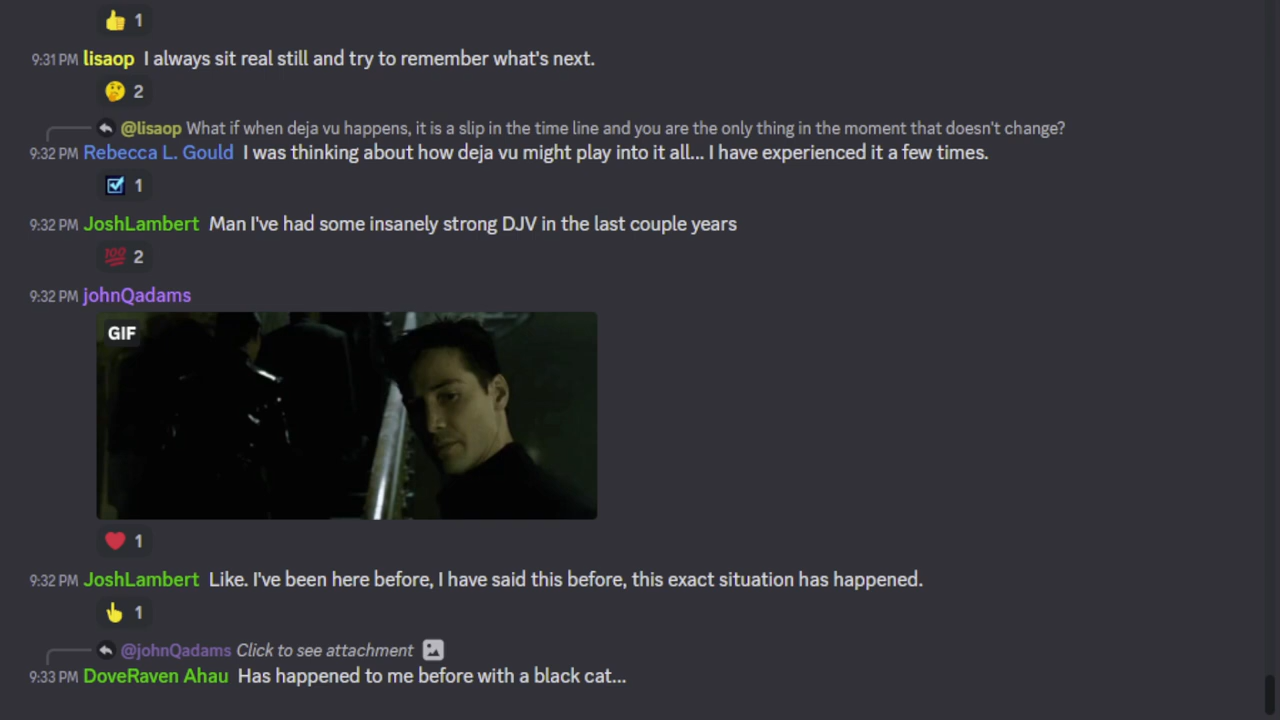 👍 1
9:31 PM lisaop I always sit real still and try to remember what's next.
🤔 2
@lisaop What if when deja vu happens, it is a slip in the time line and you are the only thing in the moment that doesn't change?
9:32 PM Rebecca L. Gould I was thinking about how deja vu might play into it all... I have experienced it a few times.
☑️ 1
9:32 PM JoshLambert Man I've had some insanely strong DJV in the last couple years
💯 2
9:32 PM johnQadams
GIF
❤️ 1
9:32 PM JoshLambert Like. I've been here before, I have said this before, this exact situation has happened.
👆 1
@johnQadams Click to see attachment
9:33 PM DoveRaven Ahau Has happened to me before with a black cat...